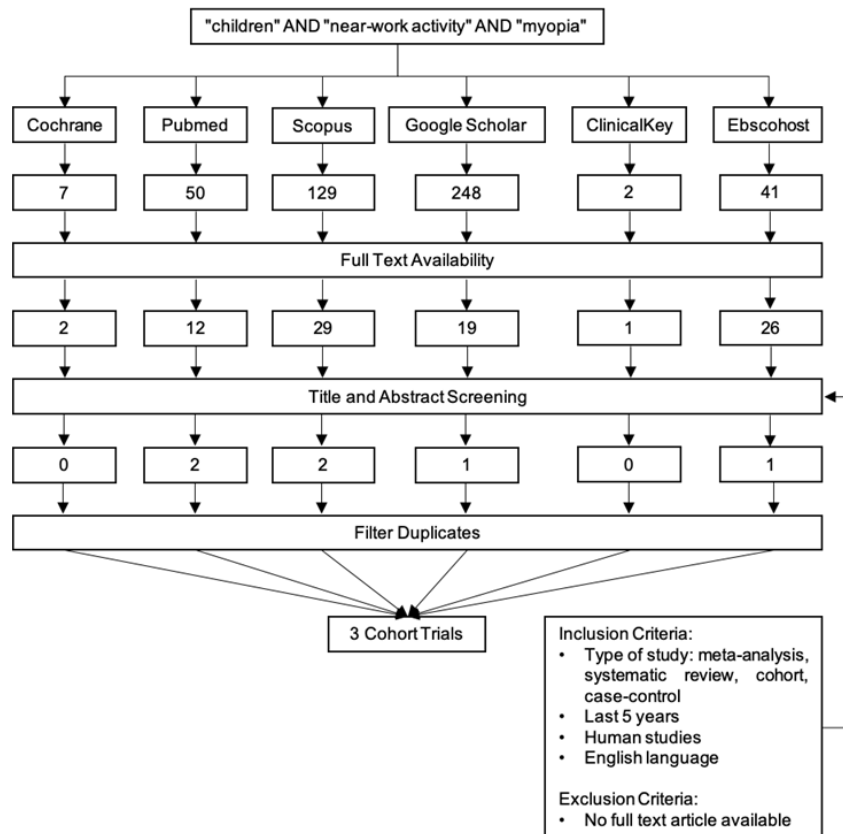 "children" AND "near-work activity" AND "myopia"
Cochrane Pubmed Scopus Google Scholar ClinicalKey Ebscohost
7 50 129 248 2 41
Full Text Availability
2 12 29 19 1 26
Title and Abstract Screening
0 2 2 1 0 1
Filter Duplicates
3 Cohort Trials
Inclusion Criteria:
• Type of study: meta-analysis,
systematic review, cohort,
case-control
• Last 5 years
• Human studies
• English language
Exclusion Criteria:
• No full text article available